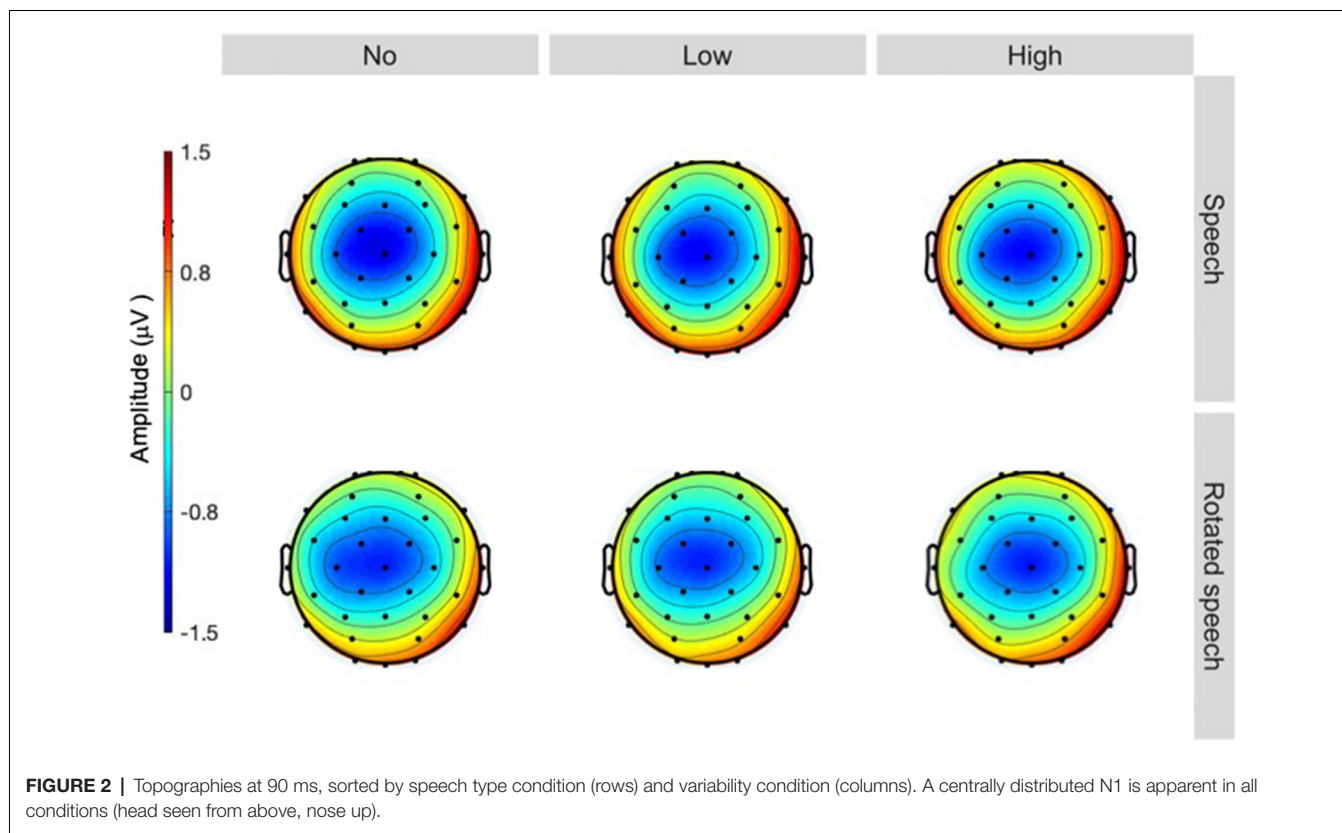 No
Low
High
Speech
Rotated speech
Amplitude (µV )
1.5
0.8
0
-0.8
-1.5
FIGURE 2 | Topographies at 90 ms, sorted by speech type condition (rows) and variability condition (columns). A centrally distributed N1 is apparent in all
conditions (head seen from above, nose up).